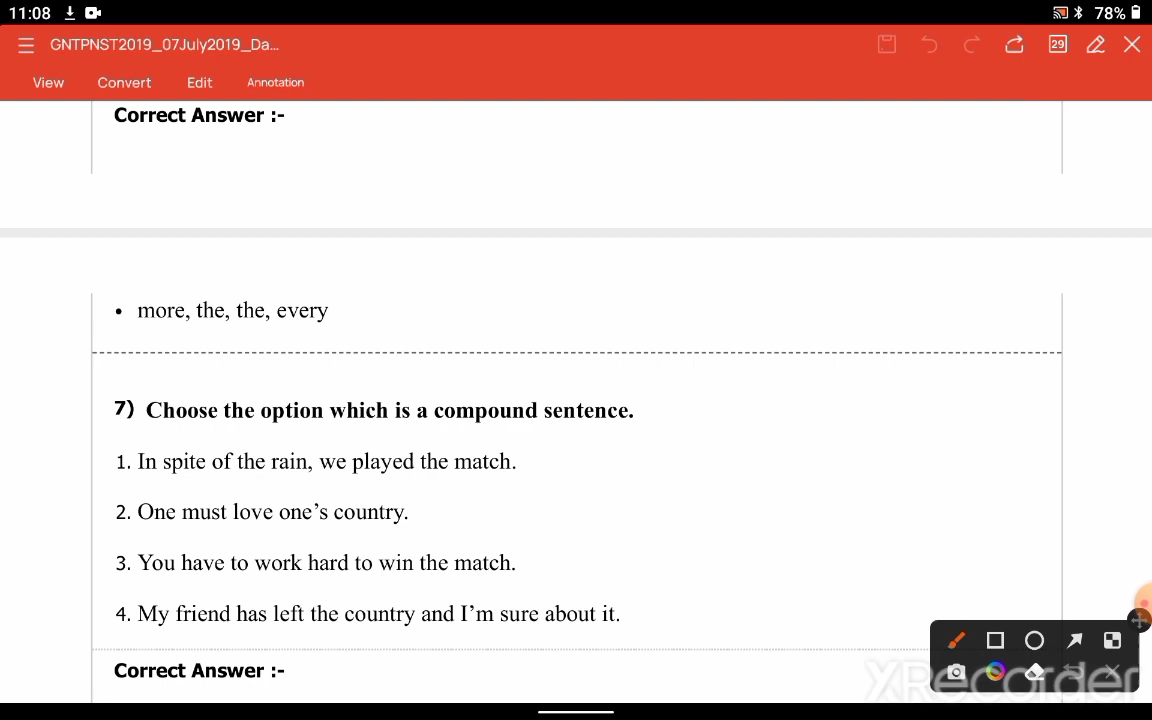 11:08
78%
GNTPNST2019_07July2019_Da...
29
View Convert Edit Annotation
Correct Answer :-
• more, the, the, every
7) Choose the option which is a compound sentence.
1. In spite of the rain, we played the match.
2. One must love one’s country.
3. You have to work hard to win the match.
4. My friend has left the country and I’m sure about it.
Correct Answer :-
XRecorder